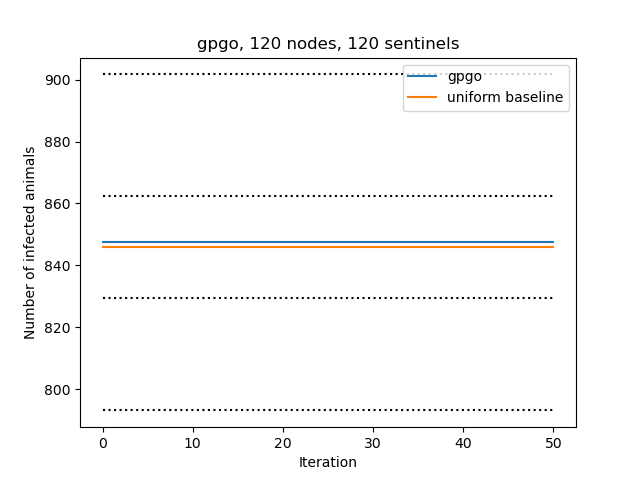 gpgo, 120 nodes, 120 sentinels
gpgo
uniform baseline
Number of infected animals
900
880
860
840
820
800
0 10 20 30 40 50
Iteration